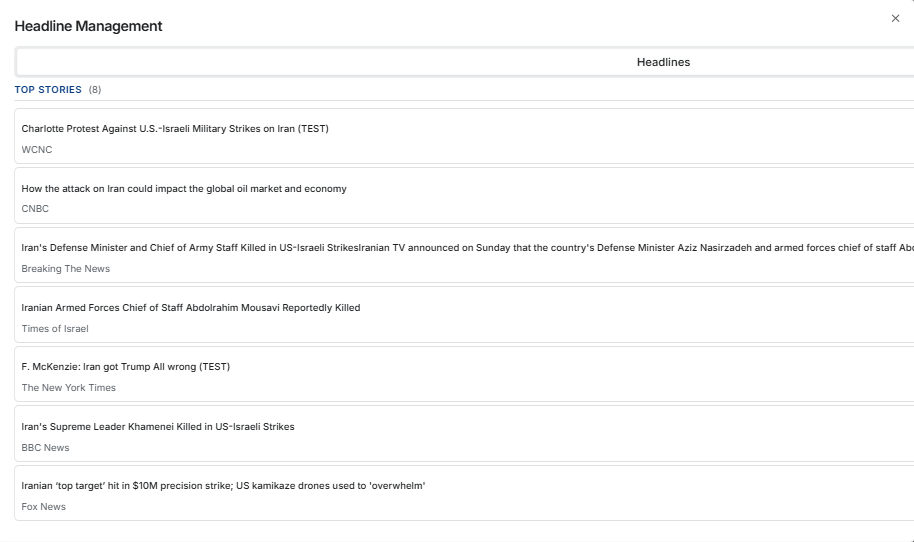 Headline Management
Headlines
TOP STORIES (8)
Charlotte Protest Against U.S.-Israeli Military Strikes on Iran (TEST)
WCNC
How the attack on Iran could impact the global oil market and economy
CNBC
Iran's Defense Minister and Chief of Army Staff Killed in US-Israeli StrikesIranian TV announced on Sunday that the country's Defense Minister Aziz Nasirzadeh and armed forces chief of staff Abd
Breaking The News
Iranian Armed Forces Chief of Staff Abdolrahim Mousavi Reportedly Killed
Times of Israel
F. McKenzie: Iran got Trump All wrong (TEST)
The New York Times
Iran's Supreme Leader Khamenei Killed in US-Israeli Strikes
BBC News
Iranian ‘top target’ hit in $10M precision strike; US kamikaze drones used to 'overwhelm'
Fox News